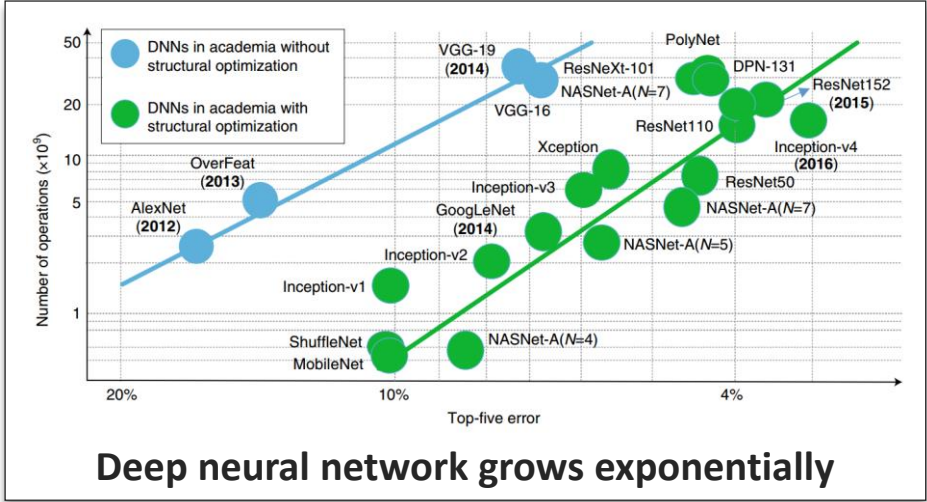 DNNs in academia without
structural optimization
DNNs in academia with
structural optimization
50
20
10
5
1
Number of operations (×10⁹)
VGG-19
(2014)
VGG-16
ResNeXt-101
NASNet-A(N=7)
PolyNet
DPN-131
ResNet152
(2015)
ResNet110
Inception-v4
(2016)
OverFeat
(2013)
AlexNet
(2012)
Xception
Inception-v3
GoogLeNet
(2014)
Inception-v2
Inception-v1
ResNet50
NASNet-A(N=7)
NASNet-A(N=5)
ShuffleNet
MobileNet
NASNet-A(N=4)
20%
10%
4%
Top-five error
Deep neural network grows exponentially